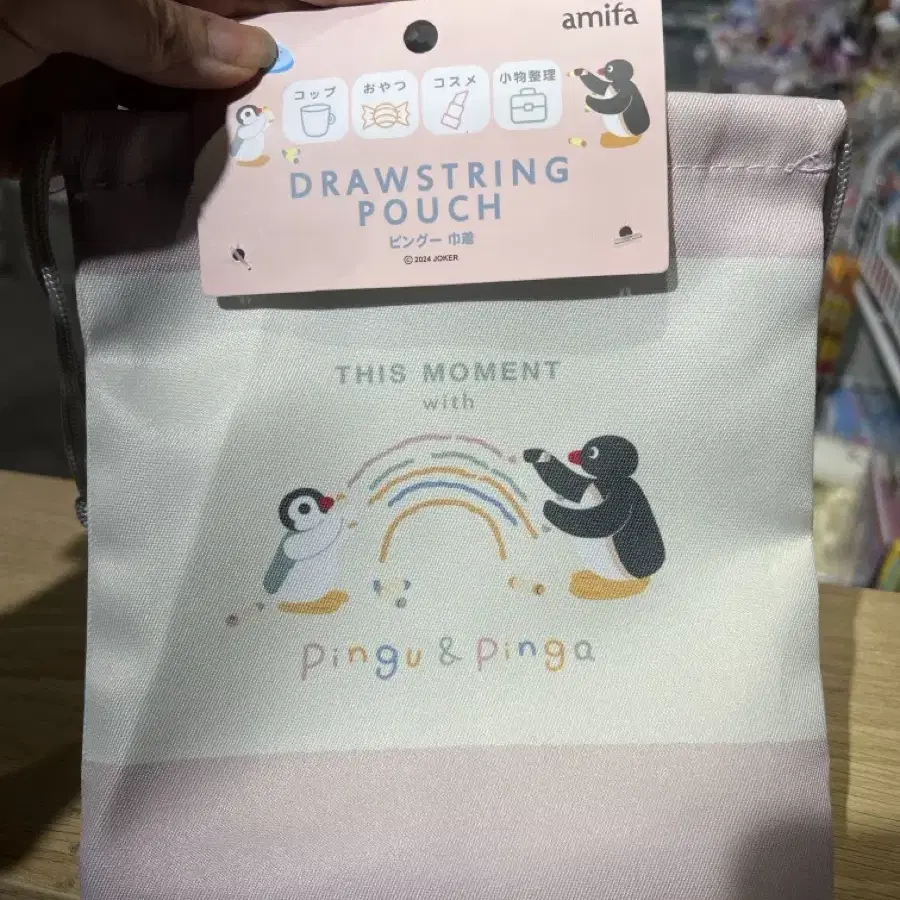 amifa
コップ
おやつ
コスメ
小物整理
DRAWSTRING
POUCH
ピングー 巾着
©2024 JOKER
THIS MOMENT
with
pingu & pinga